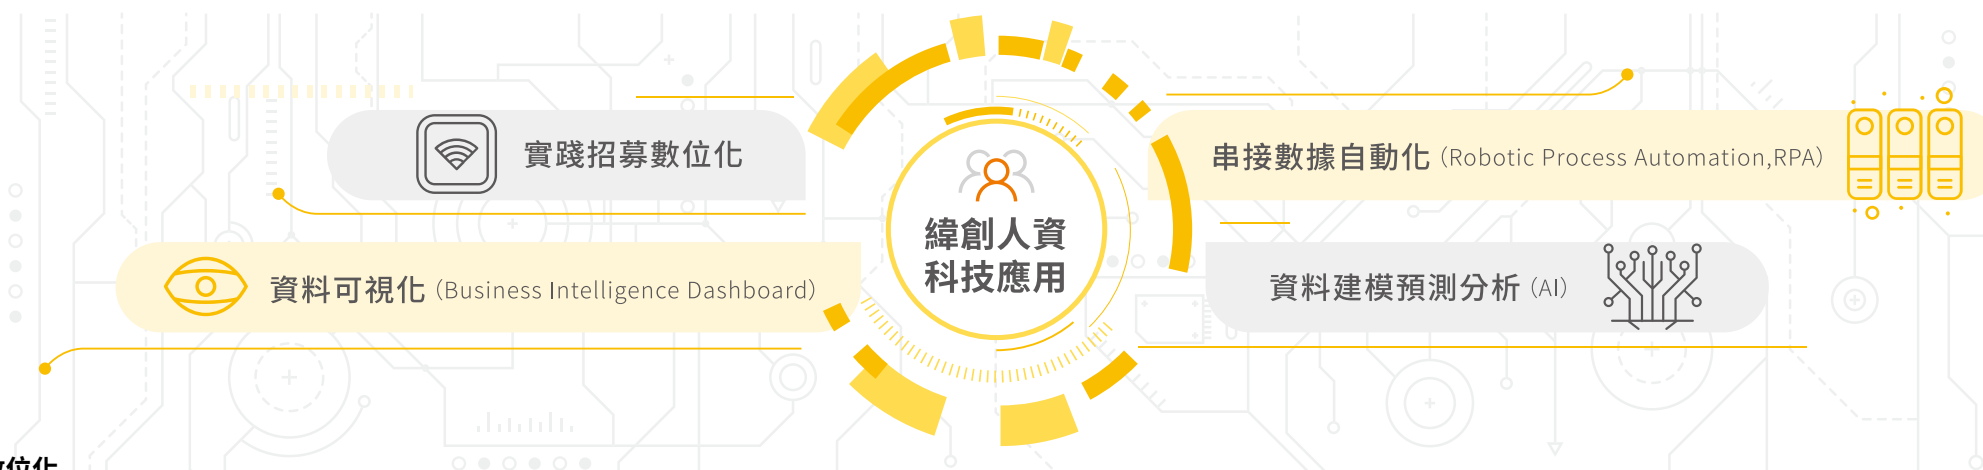 實踐招募數位化
資料可視化 (Business Intelligence Dashboard)
緯創人資
科技應用
串接數據自動化 (Robotic Process Automation,RPA)
資料建模預測分析 (AI)
位化